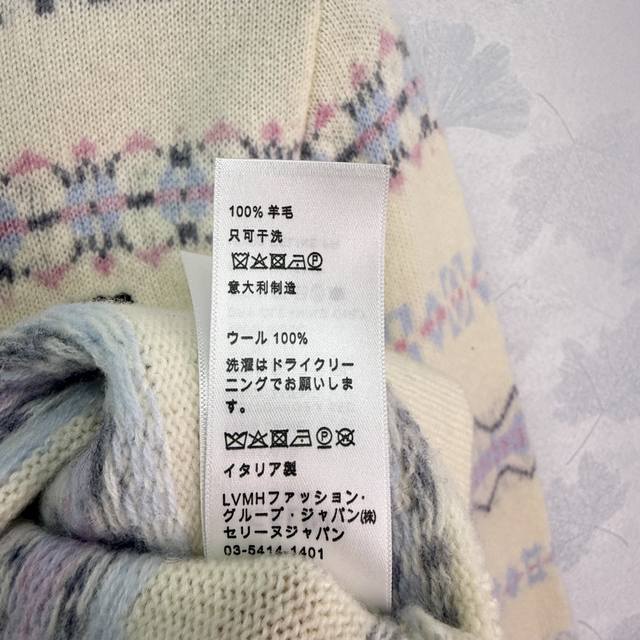 100% 羊毛
只可干洗
意大利制造
ウール 100%
洗濯はドライクリー
ニングでお願いしま
す。
イタリア製
LVMHファッション・
グループ・ジャパン㈱
セリーヌジャパン
03-5414-1401